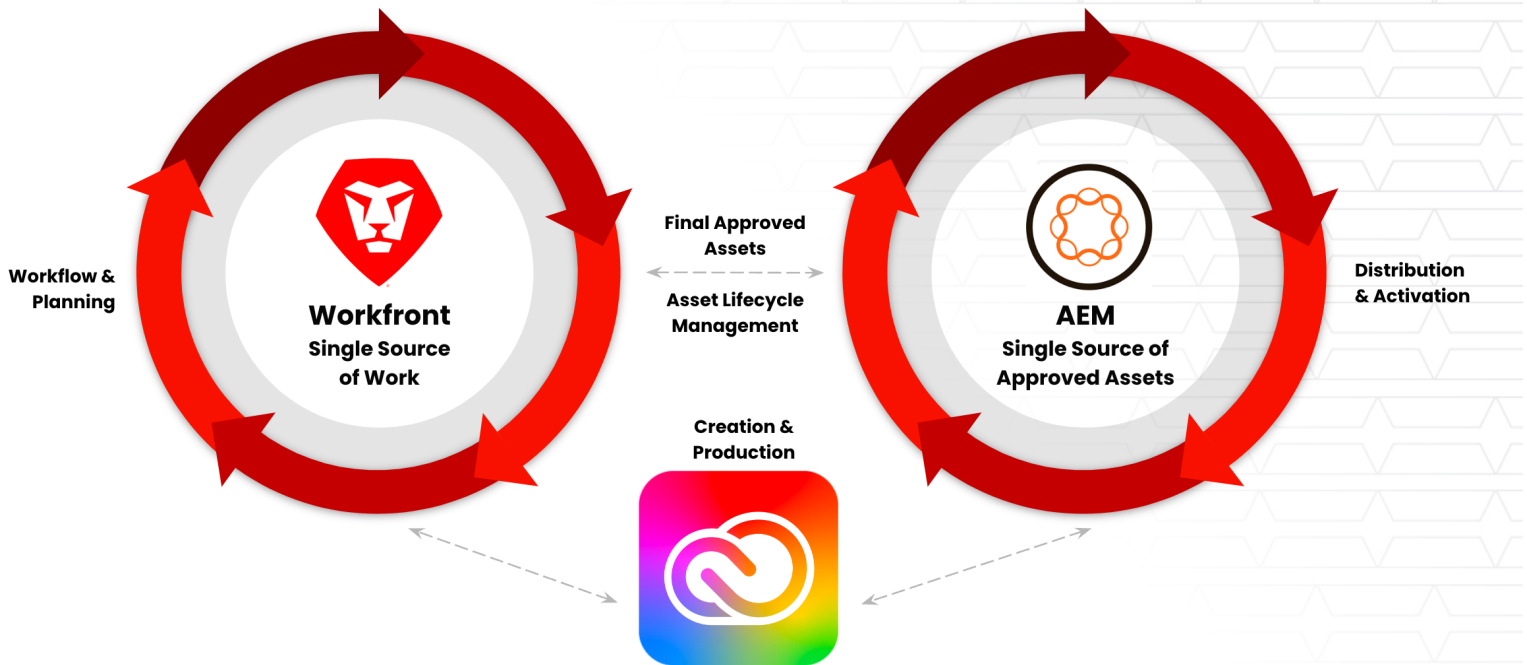 Workflow &
Planning
Workfront
Single Source
of Work
Final Approved
Assets
Asset Lifecycle
Management
AEM
Single Source of
Approved Assets
Distribution
& Activation
Creation &
Production